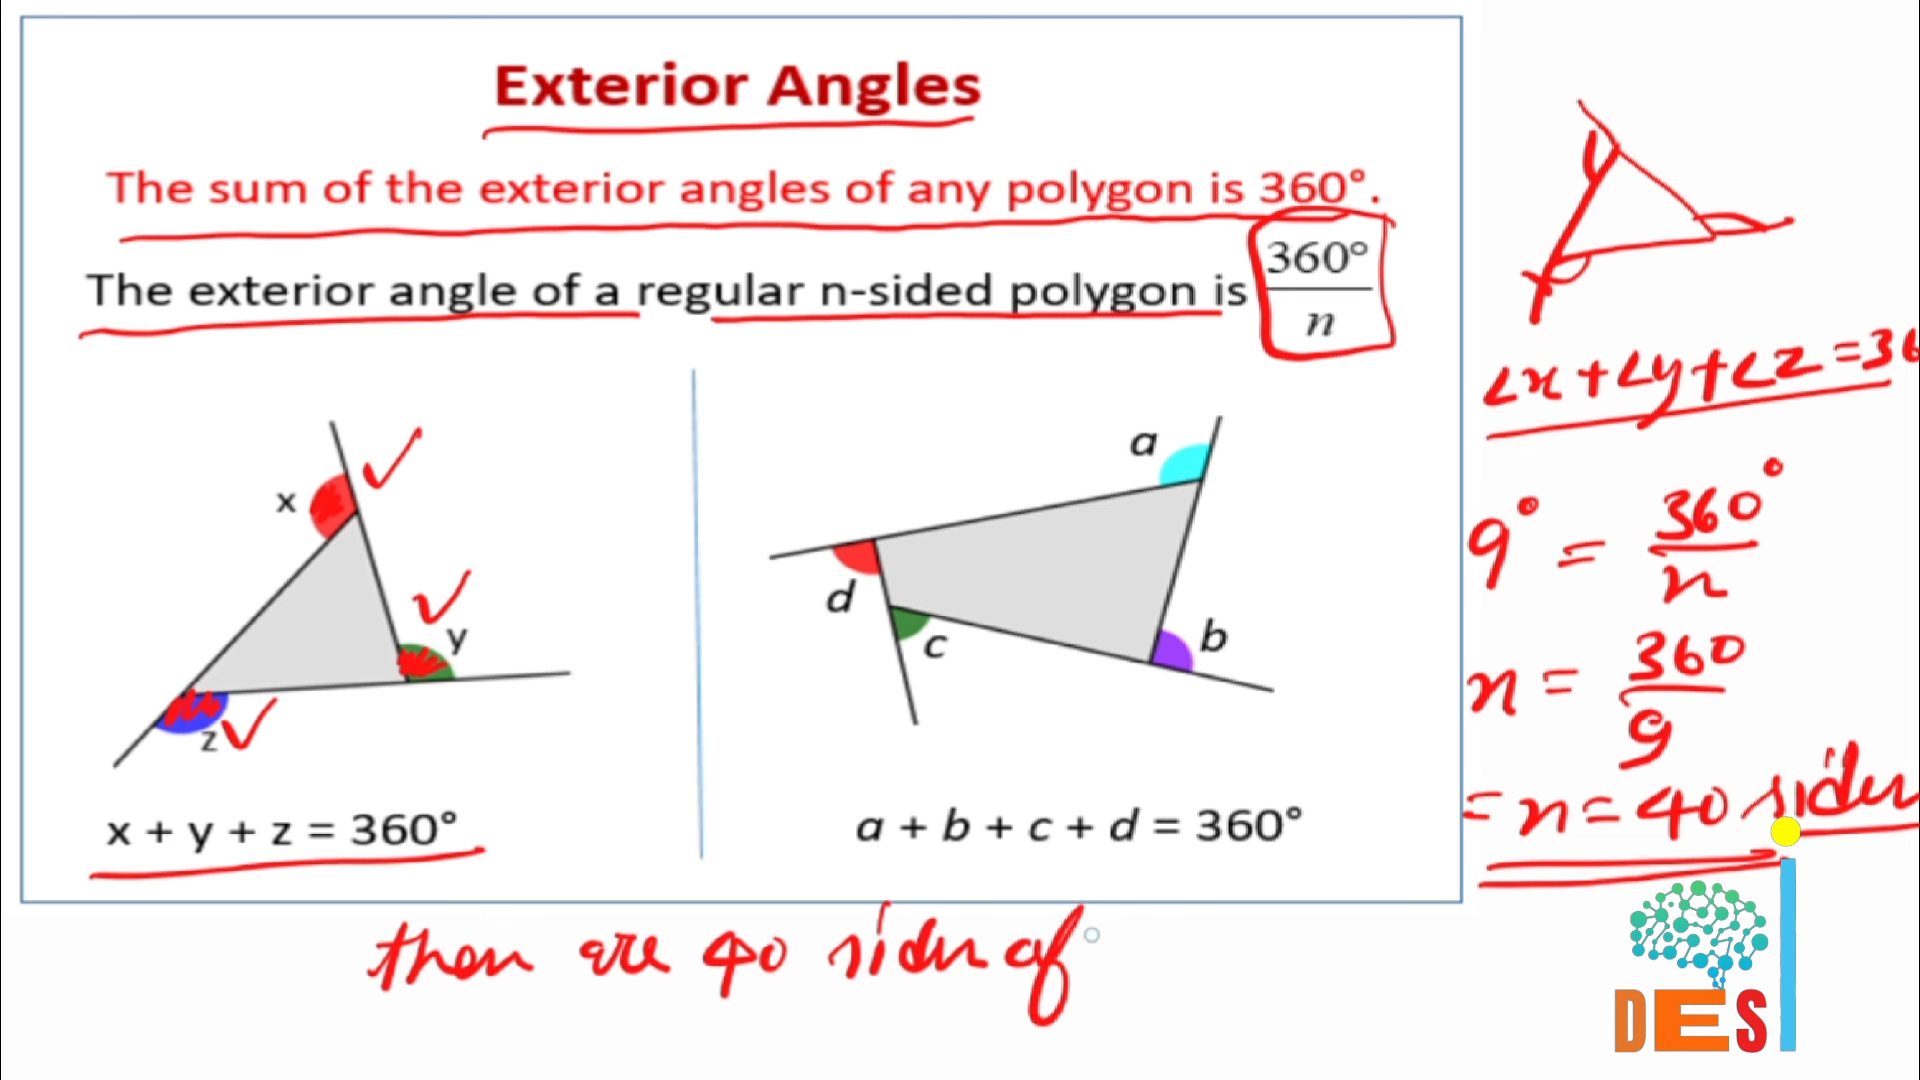 Exterior Angles
The sum of the exterior angles of any polygon is 360°.
The exterior angle of a regular n-sided polygon is 360°/n
x
y
z
x + y + z = 360°
a
b
c
d
a + b + c + d = 360°
y
x
∠x+∠y+∠z=36
9° = 360°/n
n = 360/9
= n = 40 sides
there are 40 sides of
DESI